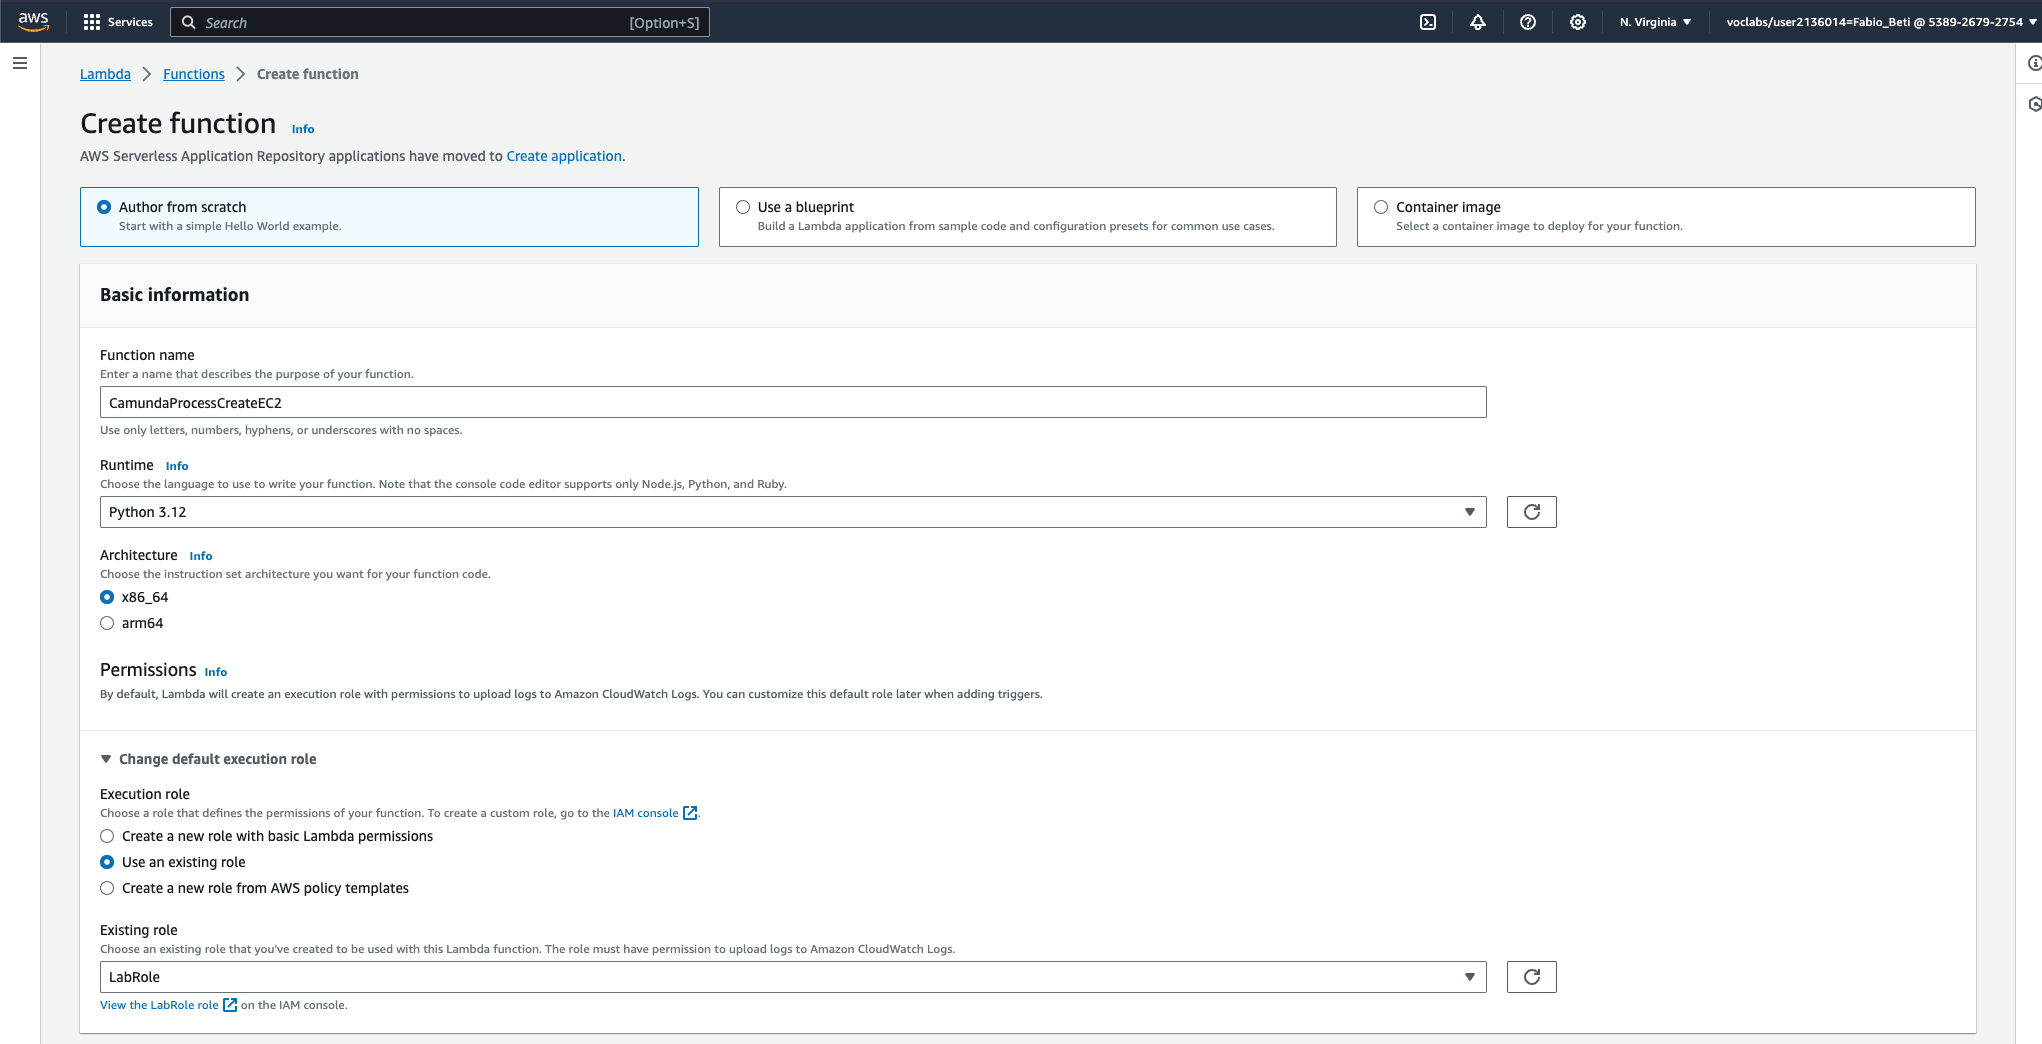 aws
Services
Search [Option+S]
N. Virginia
voclabs/user2136014=Fabio_Beti @ 5389-2679-2754
Lambda > Functions > Create function
Create function Info
AWS Serverless Application Repository applications have moved to Create application.
Author from scratch
Start with a simple Hello World example.
Use a blueprint
Build a Lambda application from sample code and configuration presets for common use cases.
Container image
Select a container image to deploy for your function.
Basic information
Function name
Enter a name that describes the purpose of your function.
CamundaProcessCreateEC2
Use only letters, numbers, hyphens, or underscores with no spaces.
Runtime Info
Choose the language to use to write your function. Note that the console code editor supports only Node.js, Python, and Ruby.
Python 3.12
Architecture Info
Choose the instruction set architecture you want for your function code.
x86_64
arm64
Permissions Info
By default, Lambda will create an execution role with permissions to upload logs to Amazon CloudWatch Logs. You can customize this default role later when adding triggers.
Change default execution role
Execution role
Choose a role that defines the permissions of your function. To create a custom role, go to the IAM console.
Create a new role with basic Lambda permissions
Use an existing role
Create a new role from AWS policy templates
Existing role
Choose an existing role that you've created to be used with this Lambda function. The role must have permission to upload logs to Amazon CloudWatch Logs.
LabRole
View the LabRole role on the IAM console.